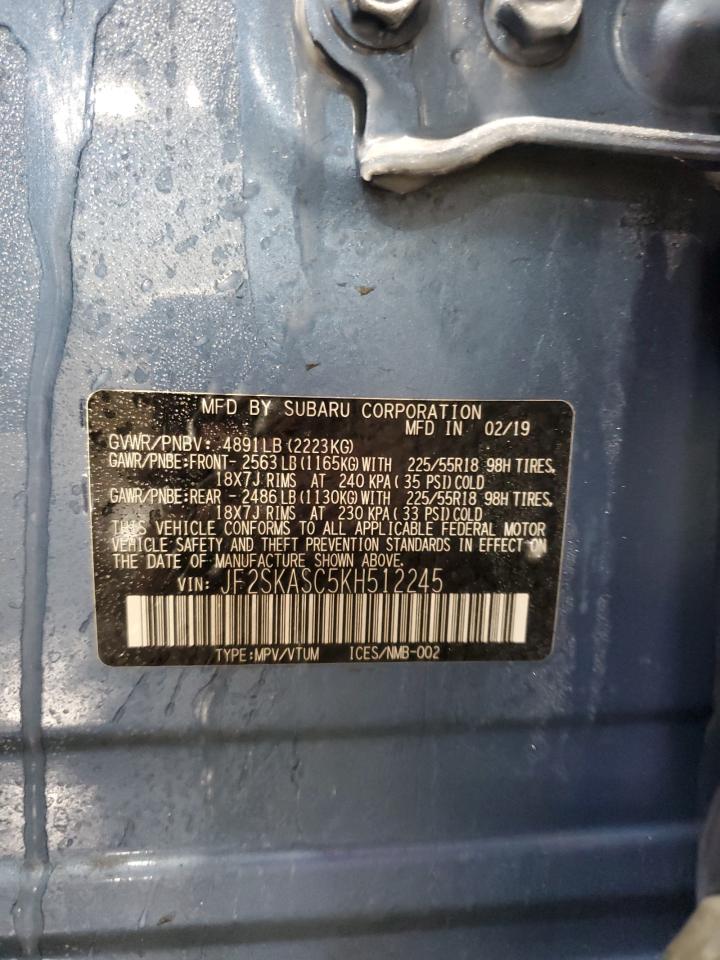 MFD BY SUBARU CORPORATION
MFD IN 02/19
GVWR/PNBV: 4891LB (2223KG)
GAWR/PNBE:FRONT- 2563 LB (1165KG) WITH 225/55R18 98H TIRES,
18X7J RIMS AT 240 KPA ( 35 PSI) COLD
GAWR/PNBE:REAR - 2486 LB (1130KG) WITH 225/55R18 98H TIRES,
18X7J RIMS AT 230 KPA ( 33 PSI) COLD
THIS VEHICLE CONFORMS TO ALL APPLICABLE FEDERAL MOTOR
VEHICLE SAFETY AND THEFT PREVENTION STANDARDS IN EFFECT ON
THE DATE OF MANUFACTURE SHOWN ABOVE.
VIN: JF2SKASC5KH512245
TYPE:MPV/VTUM ICES/NMB-002